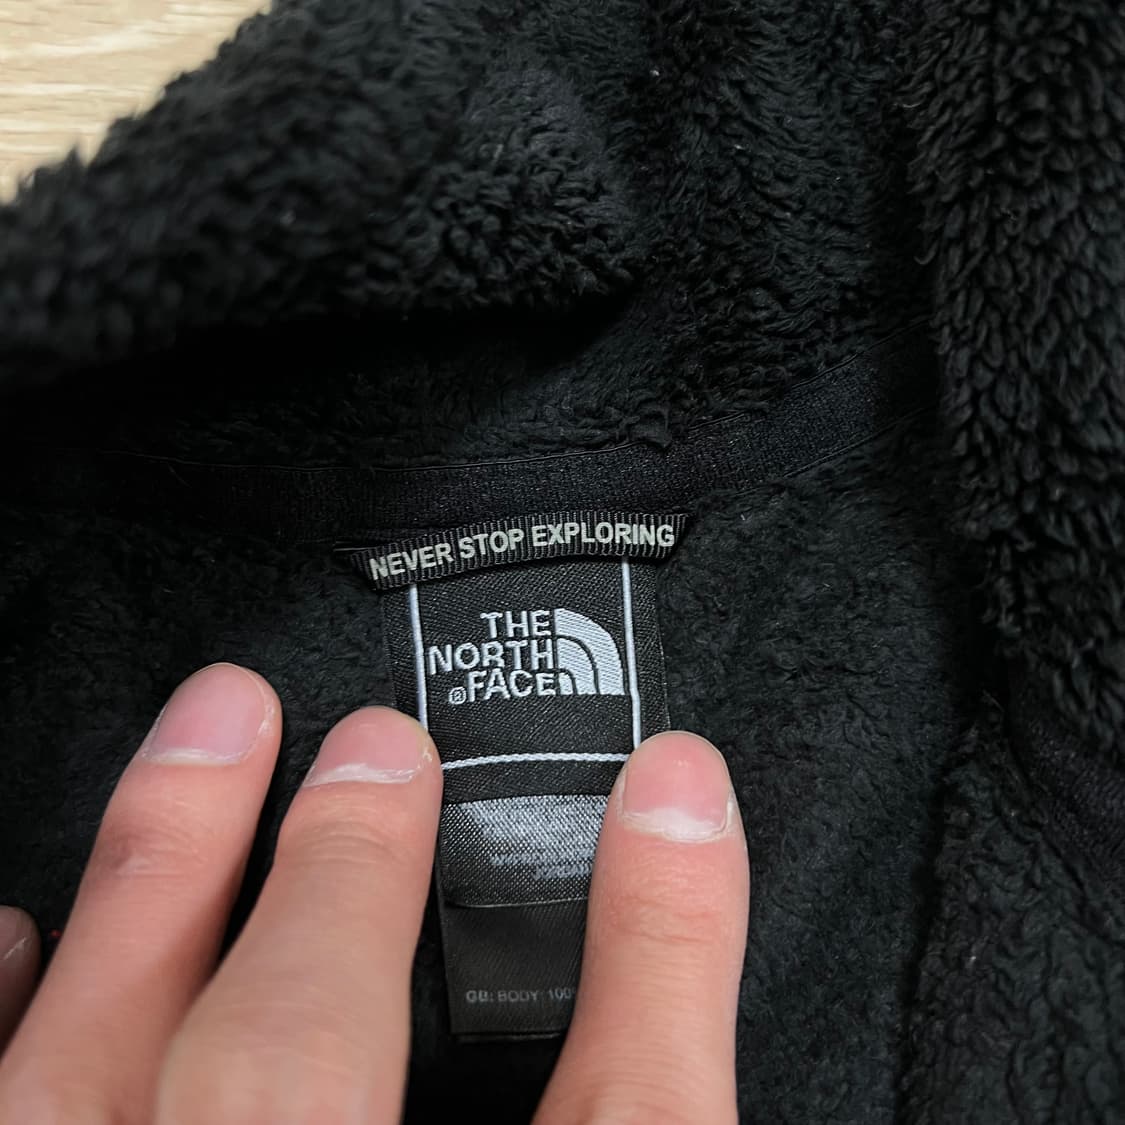 NEVER STOP EXPLORING
THE
NORTH
®FACE
GB: BODY: 100